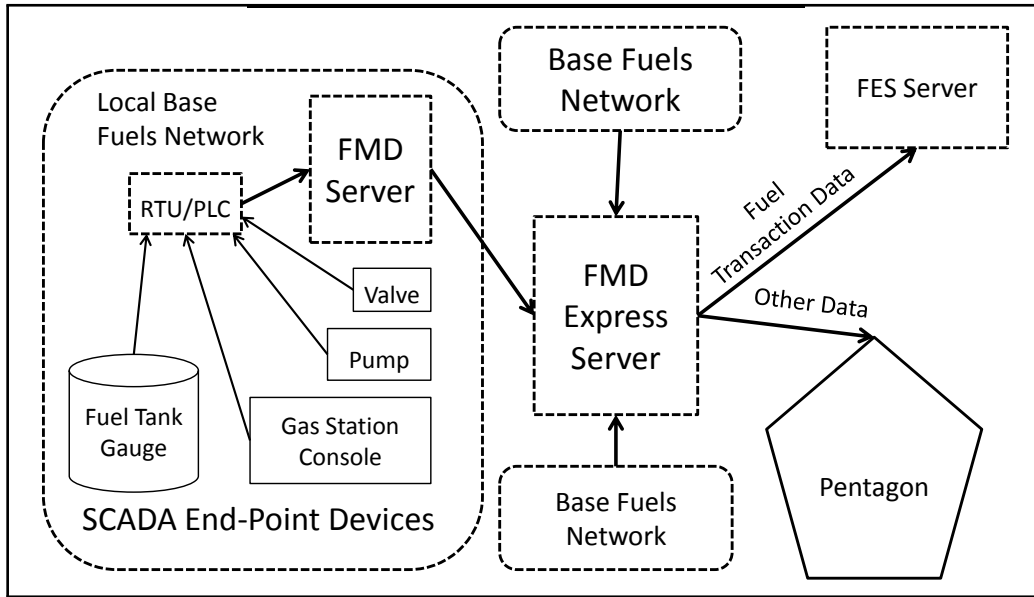 Local Base
Fuels Network
FMD
Server
RTU/PLC
Valve
Pump
Fuel Tank
Gauge
Gas Station
Console
SCADA End-Point Devices
Base Fuels
Network
FMD
Express
Server
Base Fuels
Network
FES Server
Fuel
Transaction Data
Other Data
Pentagon